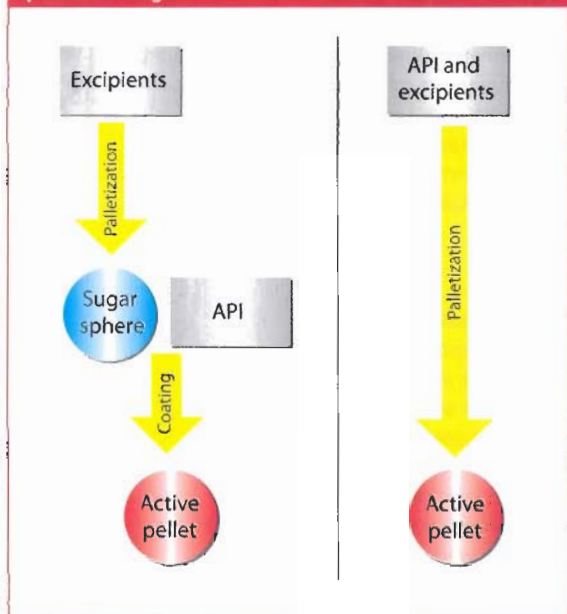 Excipients
Palletization
Sugar
sphere
API
Coating
Active
pellet
API and
excipients
Palletization
Active
pellet